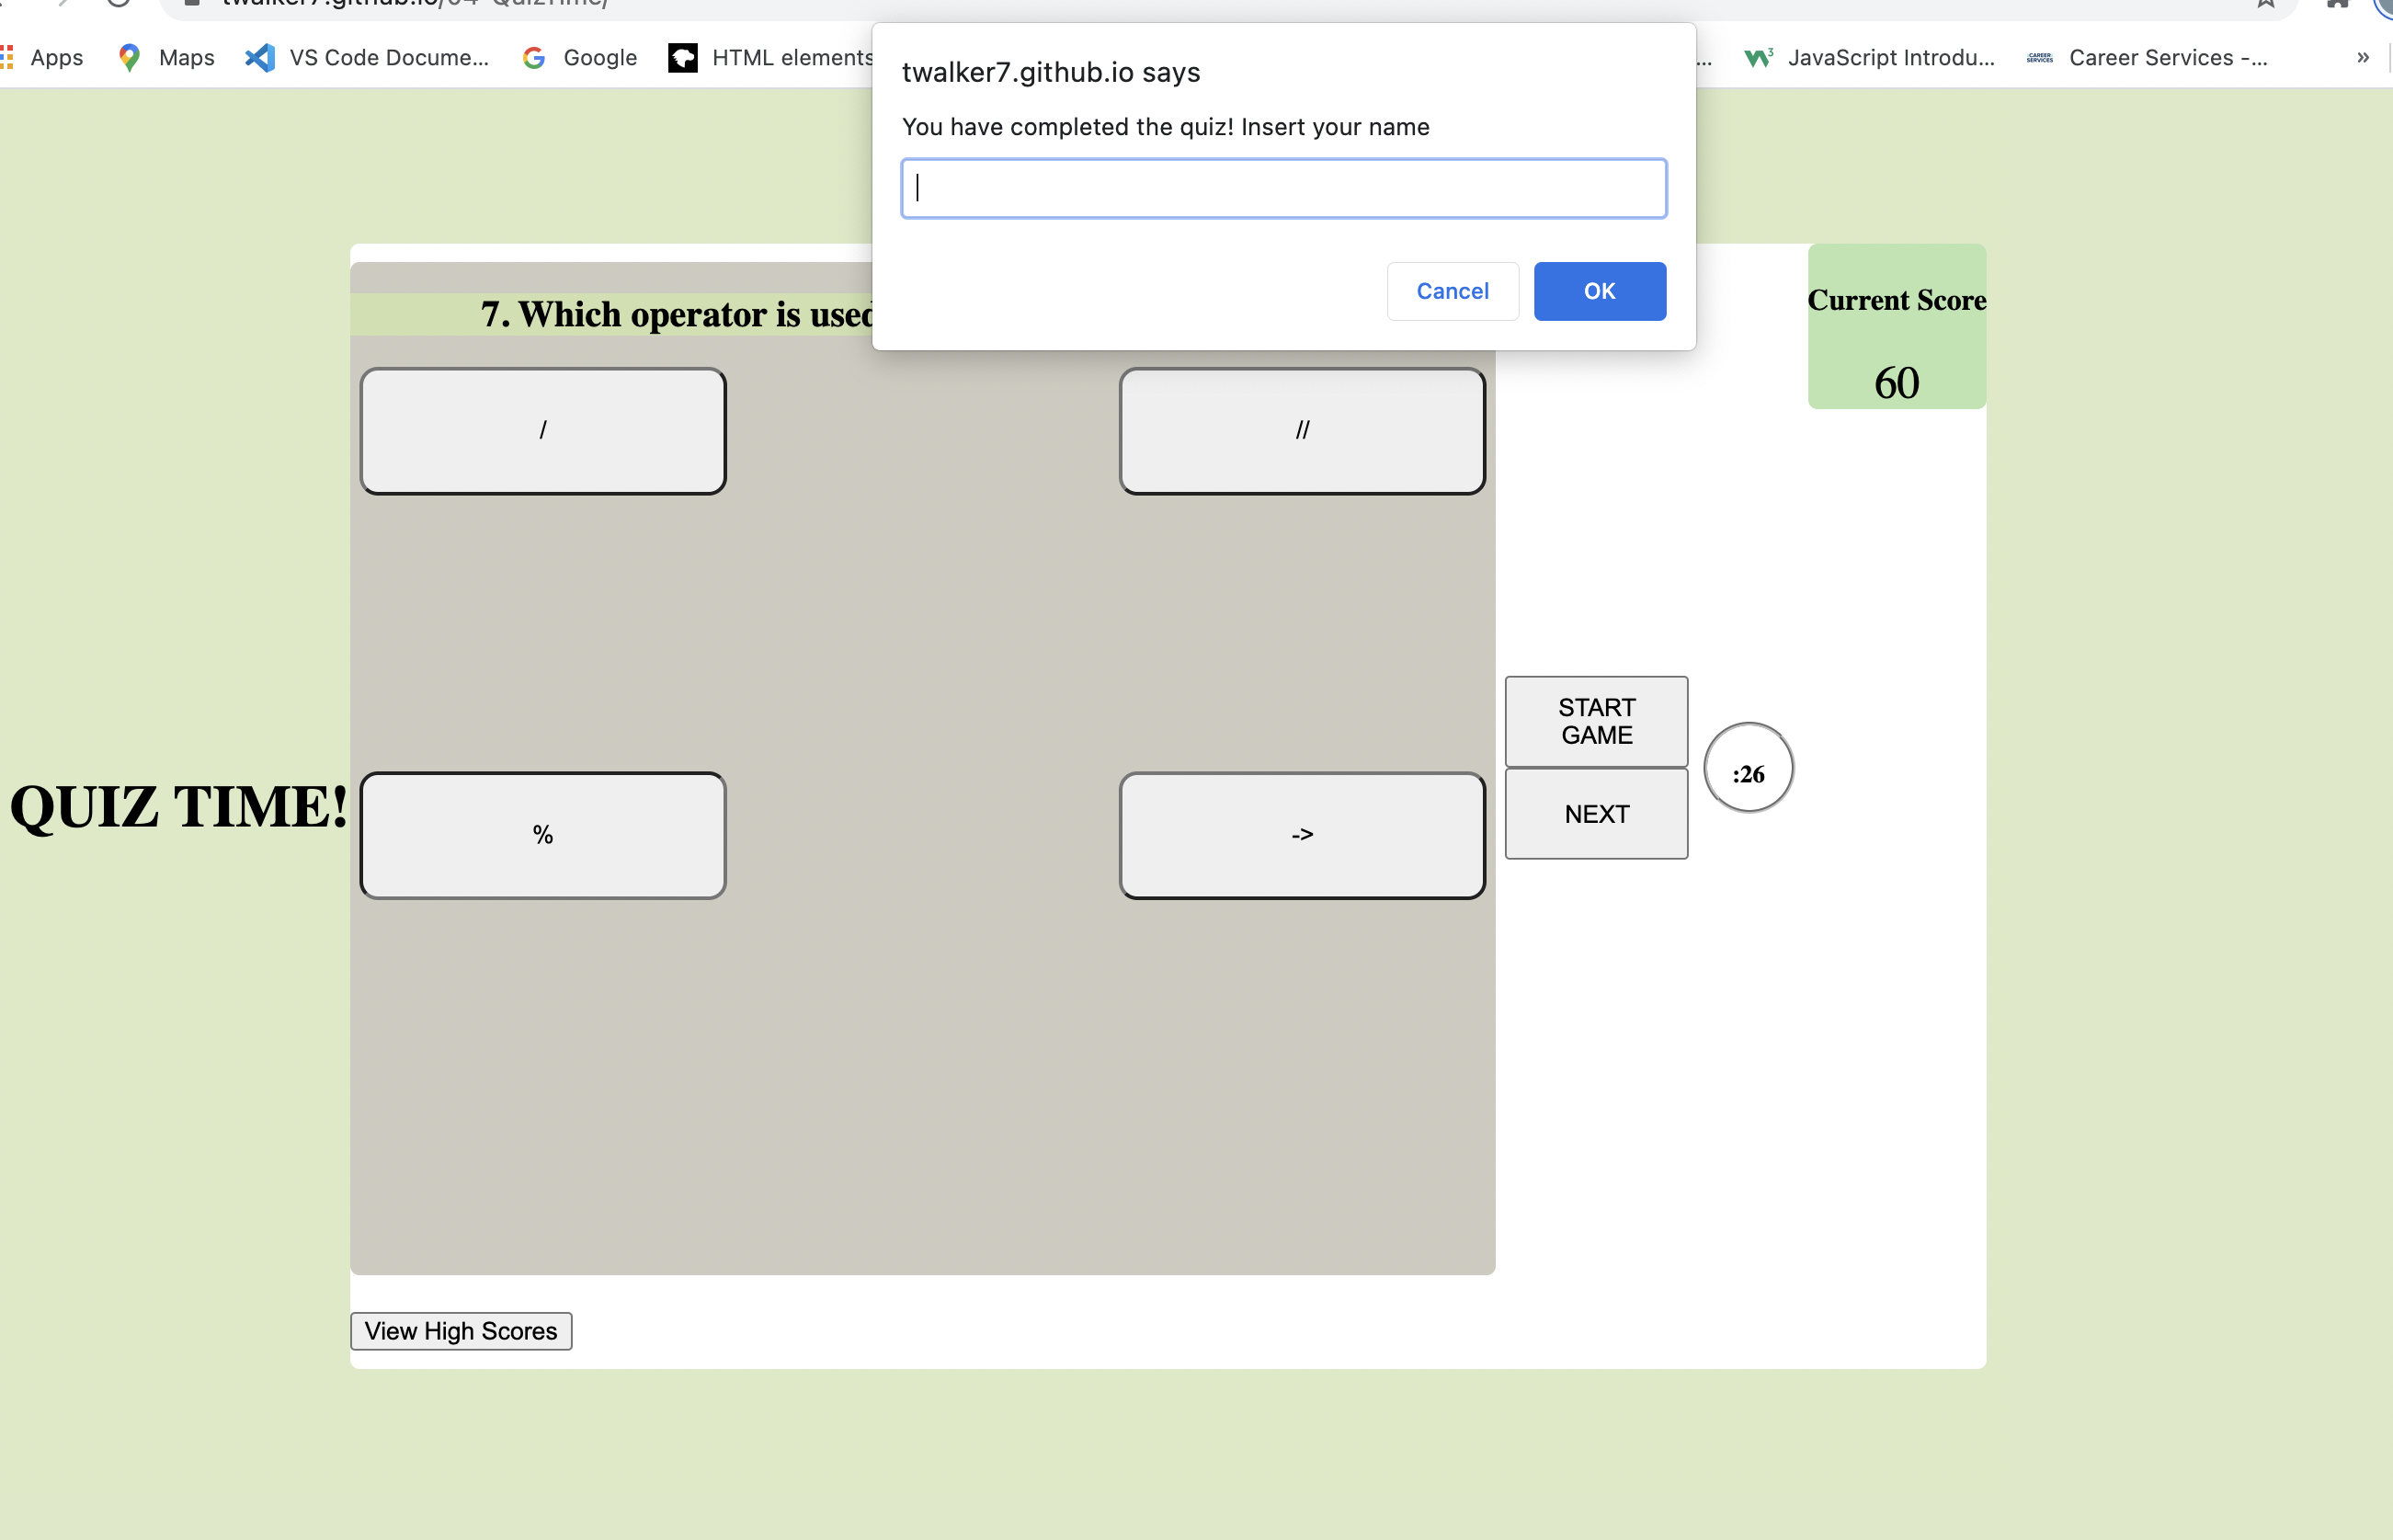 twalker7.github.io/04-QuizTime/
Apps
Maps
VS Code Docume...
Google
HTML elements
...
JavaScript Introdu...
CAREER SERVICES
Career Services -...
»
twalker7.github.io says
You have completed the quiz! Insert your name
Cancel
OK
7. Which operator is used
Current Score
60
/
//
START
GAME
:26
NEXT
QUIZ TIME!
%
->
View High Scores